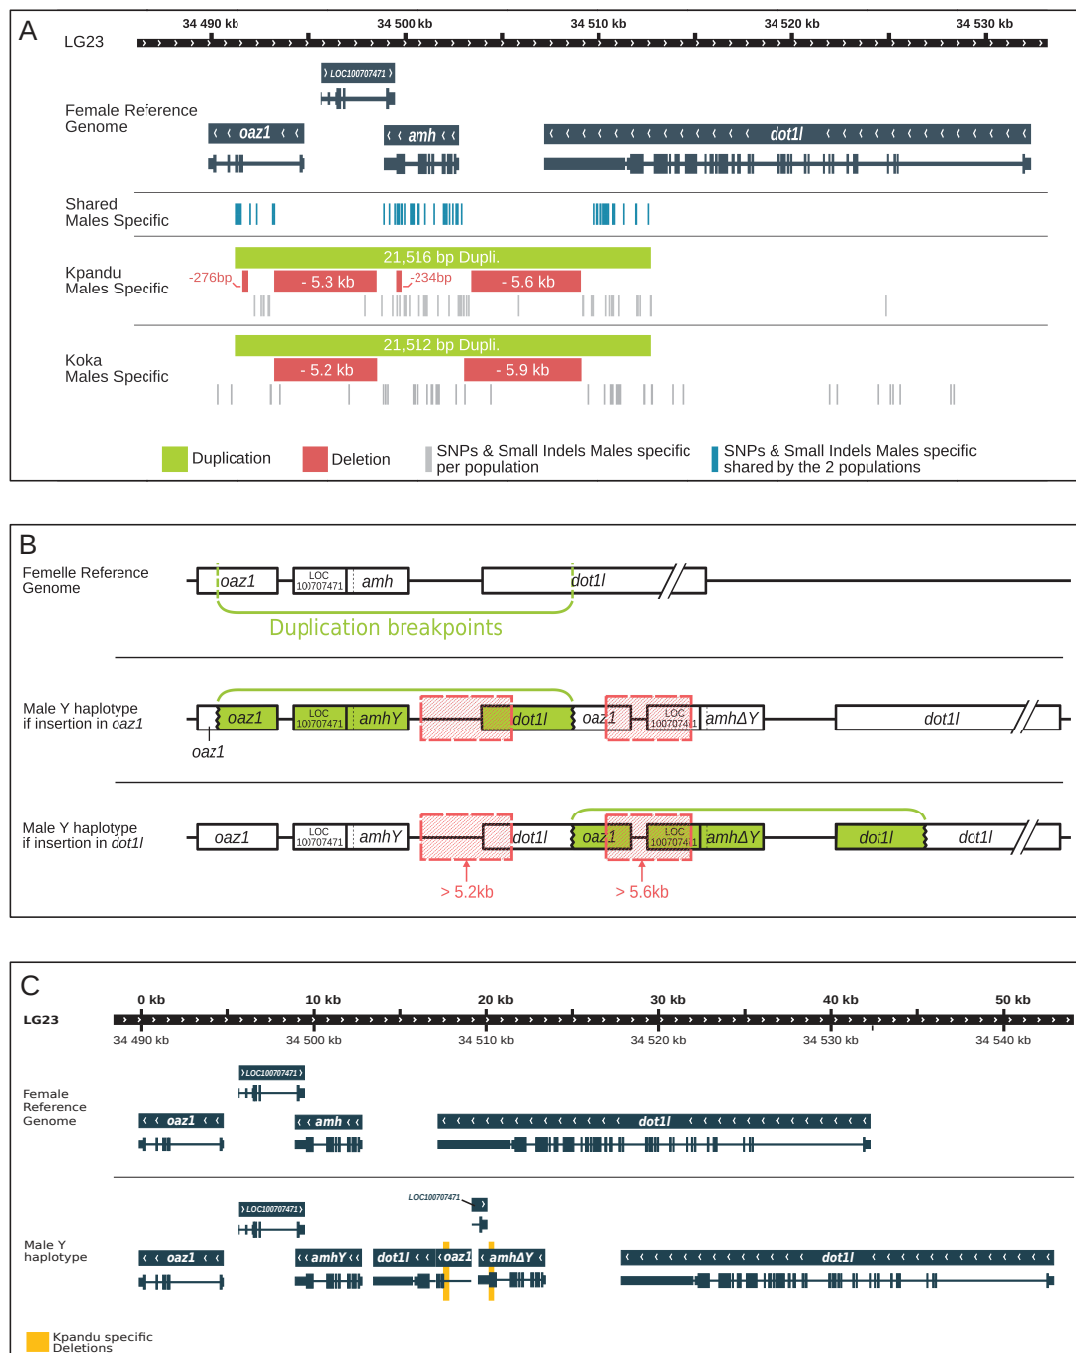 A
34 490 kb 34 500 kb 34 510 kb 34 520 kb 34 530 kb
LG23
LOC100707471
Female Reference
Genome
oaz1 amh dot1l
Shared
Males Specific
21,516 bp Dupli.
Kpandu
Males Specific
-276bp - 5.3 kb -234bp - 5.6 kb
21,512 bp Dupli.
Koka
Males Specific
- 5.2 kb - 5.9 kb
Duplication Deletion
SNPs & Small Indels Males specific
per population
SNPs & Small Indels Males specific
shared by the 2 populations
B
Femelle Reference
Genome
oaz1 LOC
100707471 amh dot1l
Duplication breakpoints
Male Y haplotype
if insertion in oaz1
oaz1 LOC
100707471 amhY dot1l oaz1 LOC
100707471 amhΔY dot1l
oaz1
Male Y haplotype
if insertion in dot1l
oaz1 LOC
100707471 amhY dot1l oaz1 LOC
100707471 amhΔY dot1l dot1l
> 5.2kb > 5.6kb
C
0 kb 10 kb 20 kb 30 kb 40 kb 50 kb
LG23
34 490 kb 34 500 kb 34 510 kb 34 520 kb 34 530 kb 34 540 kb
LOC100707471
Female
Reference
Genome
oaz1 amh dot1l
LOC100707471
LOC100707471
Male Y
haplotype
oaz1 amhY dot1l oaz1 amhΔY dot1l
Kpandu specific
Deletions